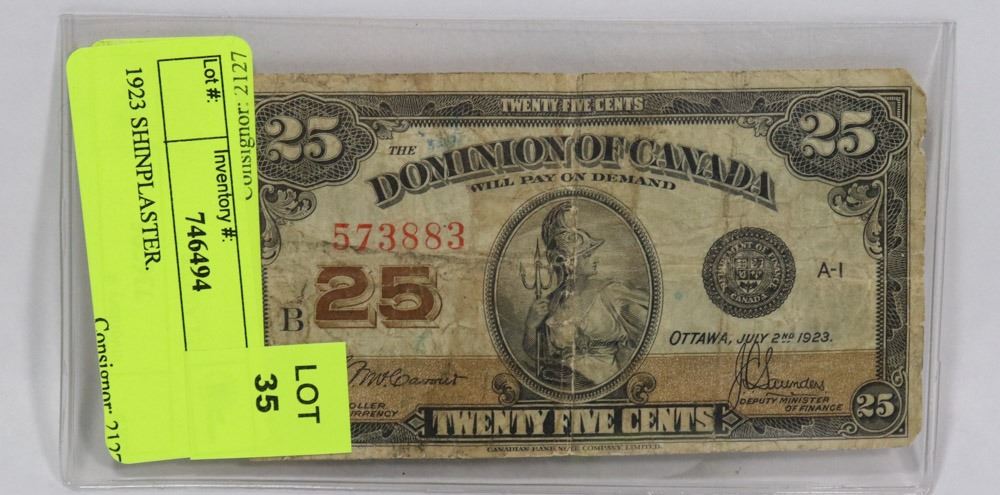 Consignor: 2127
Lot #:
Inventory #:
746494
1923 SHINPLASTER.
LOT
35
TWENTY FIVE CENTS
25
25
THE
DOMINION OF CANADA
WILL PAY ON DEMAND
573883
B 25
A-1
CANADA
OTTAWA, JULY 2ND 1923.
J.C. Saunders
DEPUTY MINISTER
OF FINANCE
25
TWENTY FIVE CENTS
CANADIAN BANK NOTE COMPANY, LIMITED.